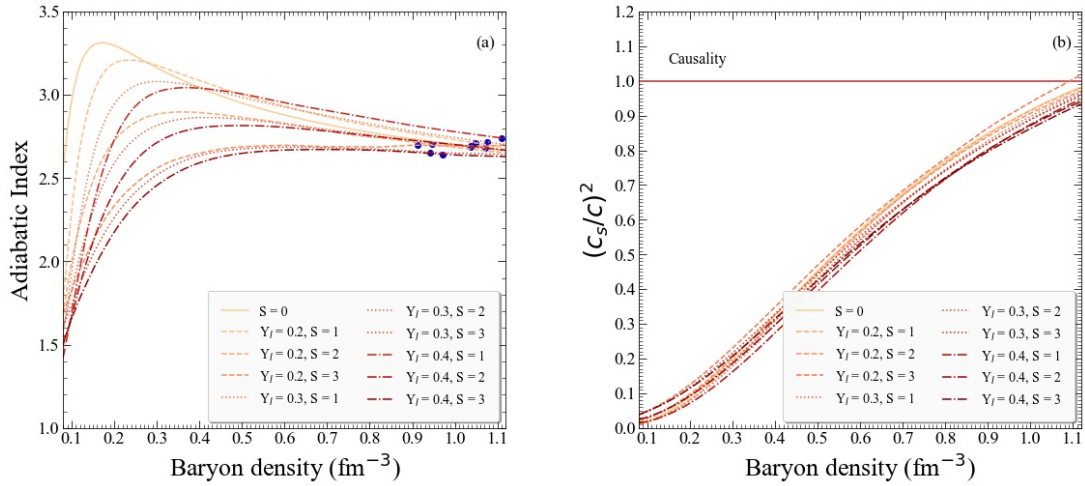 3.5
3.0
2.5
2.0
1.5
1.0
Adiabatic Index
(a)
S = 0
Y_l = 0.2, S = 1
Y_l = 0.2, S = 2
Y_l = 0.2, S = 3
Y_l = 0.3, S = 1
Y_l = 0.3, S = 2
Y_l = 0.3, S = 3
Y_l = 0.4, S = 1
Y_l = 0.4, S = 2
Y_l = 0.4, S = 3
0.1 0.2 0.3 0.4 0.5 0.6 0.7 0.8 0.9 1.0 1.1
Baryon density (fm⁻³)
1.2
1.1
1.0
0.9
0.8
0.7
0.6
0.5
0.4
0.3
0.2
0.1
0.0
(c_s/c)²
(b)
Causality
S = 0
Y_l = 0.2, S = 1
Y_l = 0.2, S = 2
Y_l = 0.2, S = 3
Y_l = 0.3, S = 1
Y_l = 0.3, S = 2
Y_l = 0.3, S = 3
Y_l = 0.4, S = 1
Y_l = 0.4, S = 2
Y_l = 0.4, S = 3
0.1 0.2 0.3 0.4 0.5 0.6 0.7 0.8 0.9 1.0 1.1
Baryon density (fm⁻³)